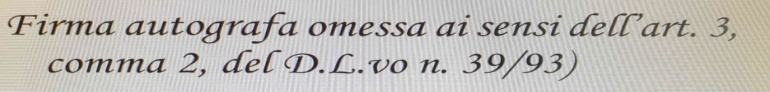 Firma autografa omessa ai sensi dell'art. 3,
comma 2, del D.L.vo n. 39/93)